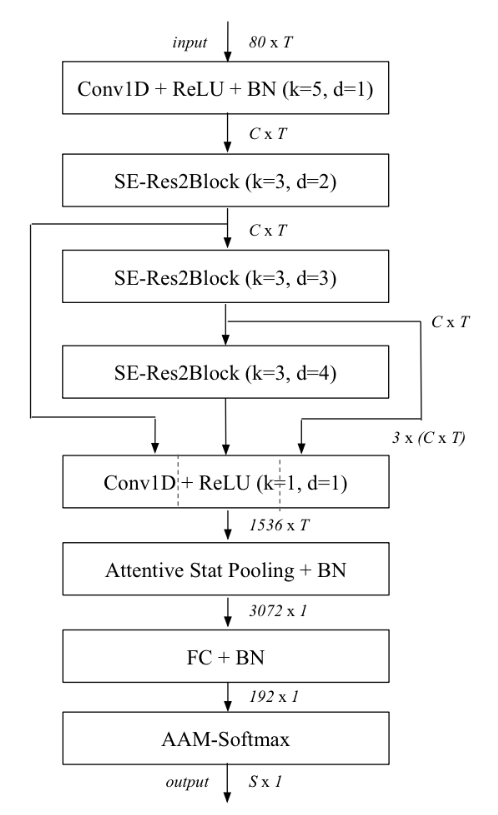 input 80 x T
Conv1D + ReLU + BN (k=5, d=1)
C x T
SE-Res2Block (k=3, d=2)
C x T
SE-Res2Block (k=3, d=3)
C x T
SE-Res2Block (k=3, d=4)
3 x (C x T)
Conv1D + ReLU (k=1, d=1)
1536 x T
Attentive Stat Pooling + BN
3072 x 1
FC + BN
192 x 1
AAM-Softmax
output S x 1